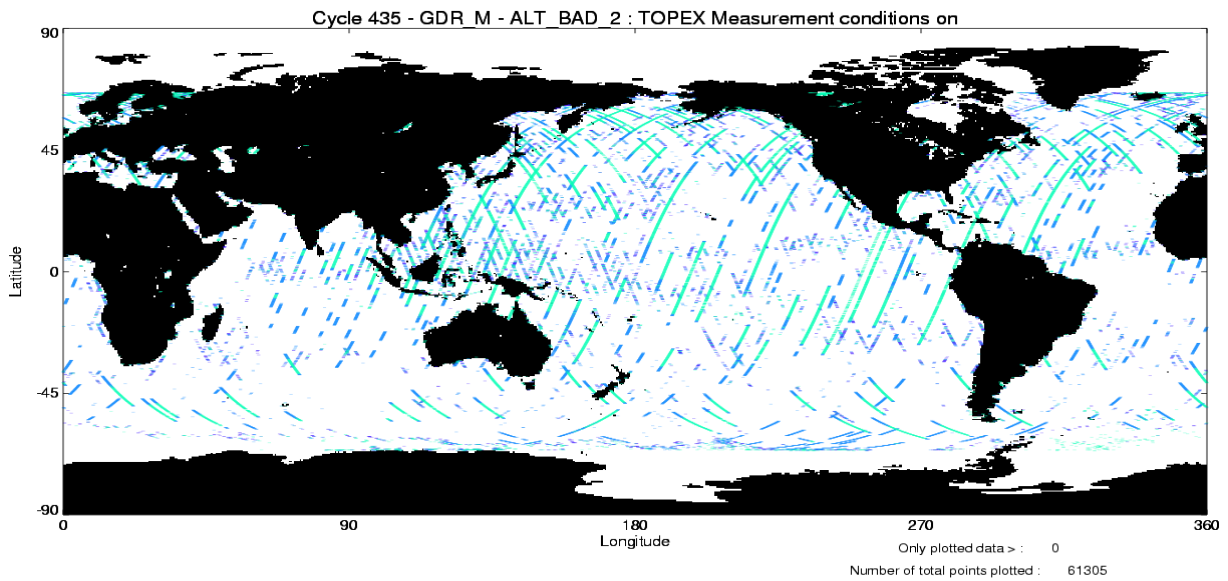 Cycle 435 - GDR_M - ALT_BAD_2 : TOPEX Measurement conditions on
90
45
0
-45
-90
Latitude
0 90 180 270 360
Longitude
Only plotted data > : 0
Number of total points plotted : 61305